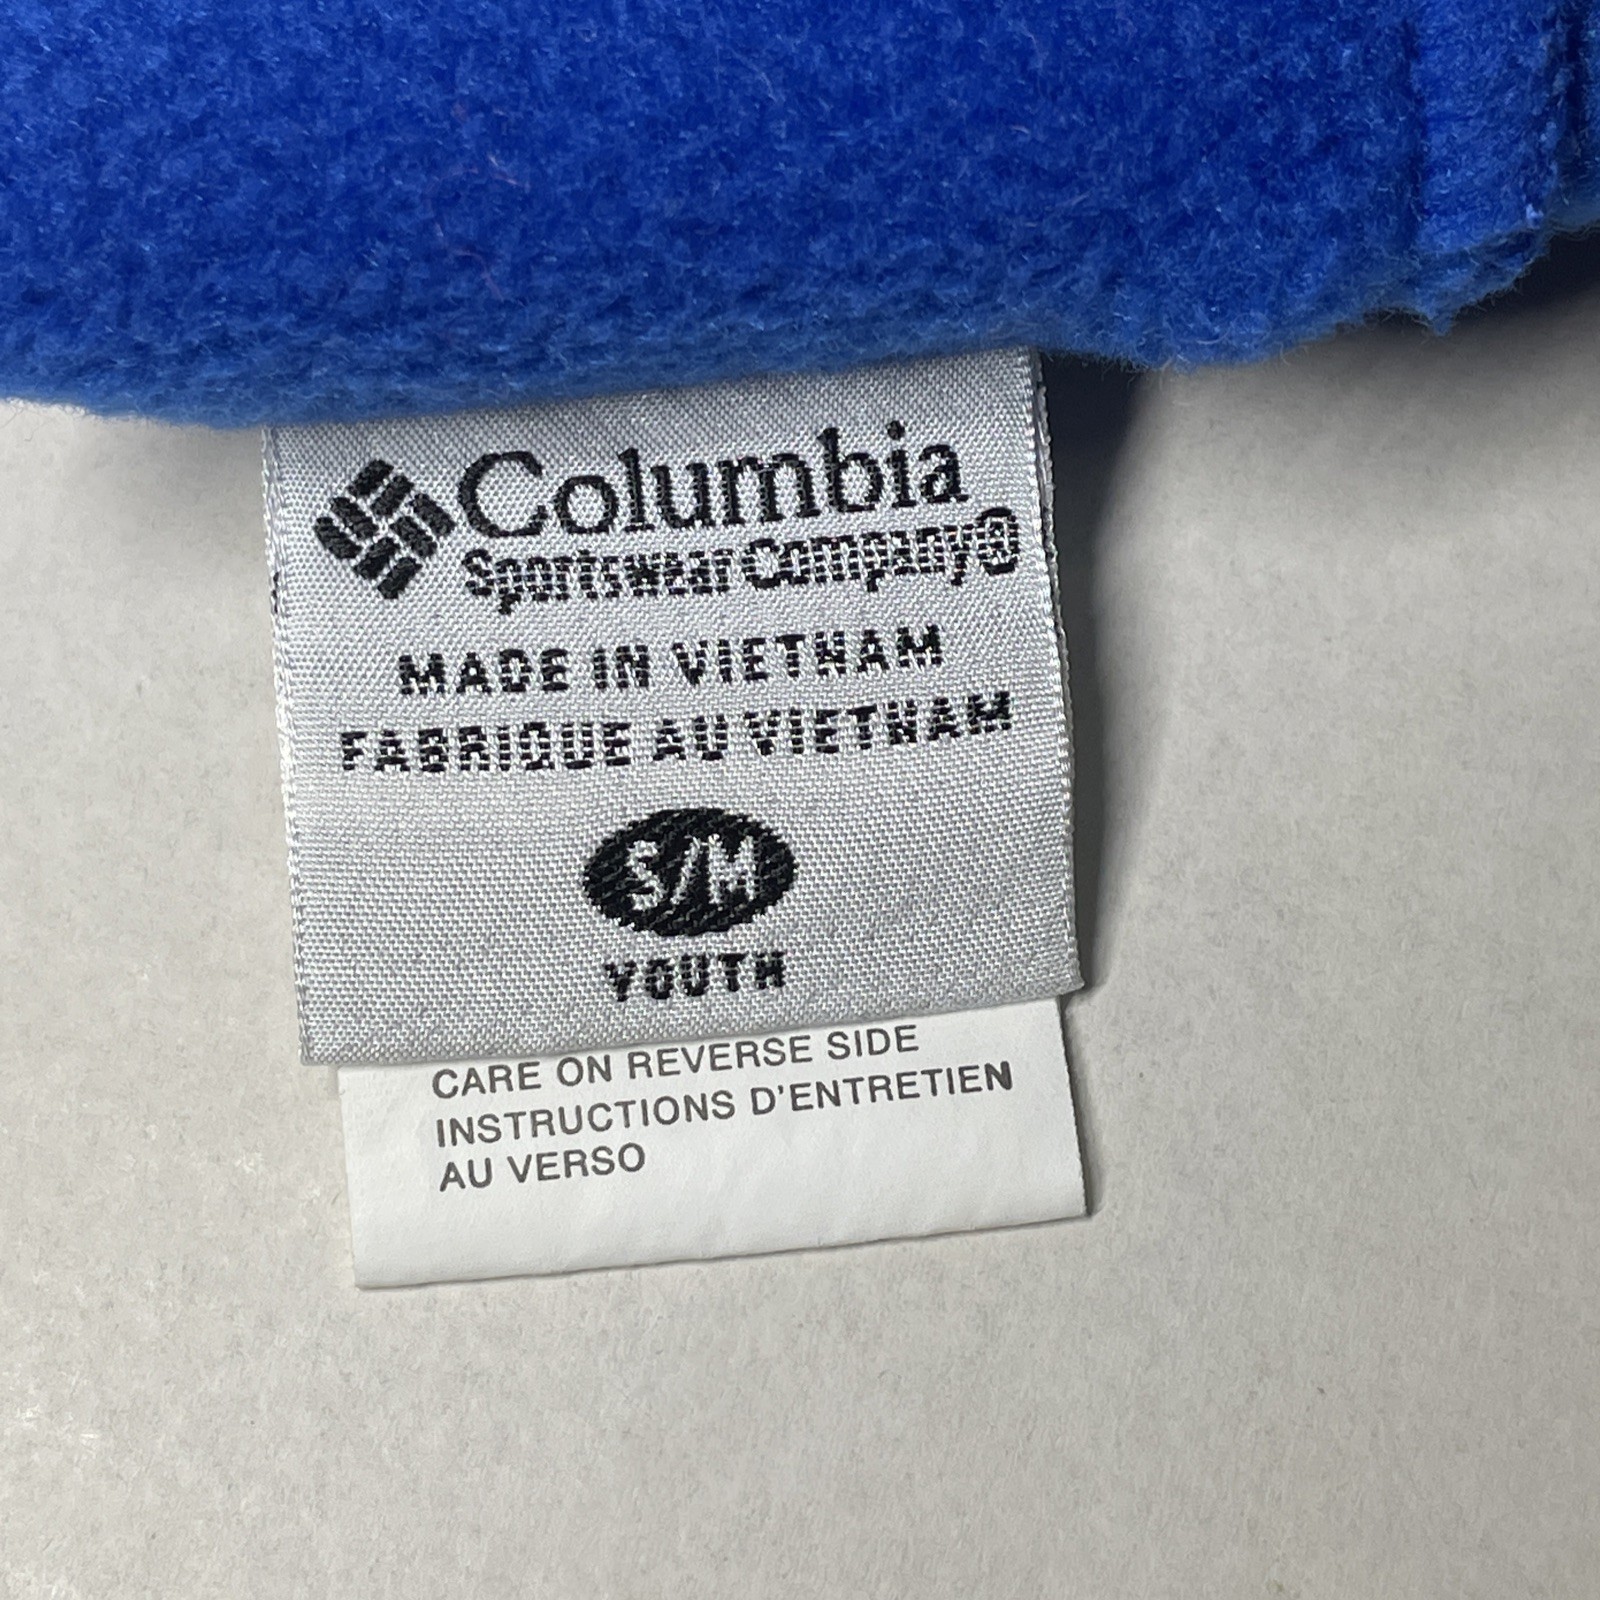 Columbia
Sportswear Company®
MADE IN VIETNAM
FABRIQUE AU VIETNAM
S/M
YOUTH
CARE ON REVERSE SIDE
INSTRUCTIONS D'ENTRETIEN
AU VERSO